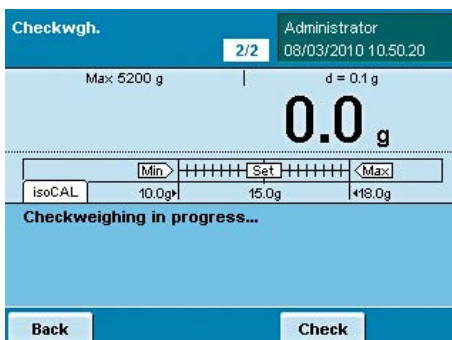 Checkwgh.
2/2
Administrator
08/03/2010 10.50.20
Max 5200 g d = 0.1 g
0.0 g
Min Set Max
isoCAL 10.0g 15.0g 18.0g
Checkweighing in progress...
Back Check